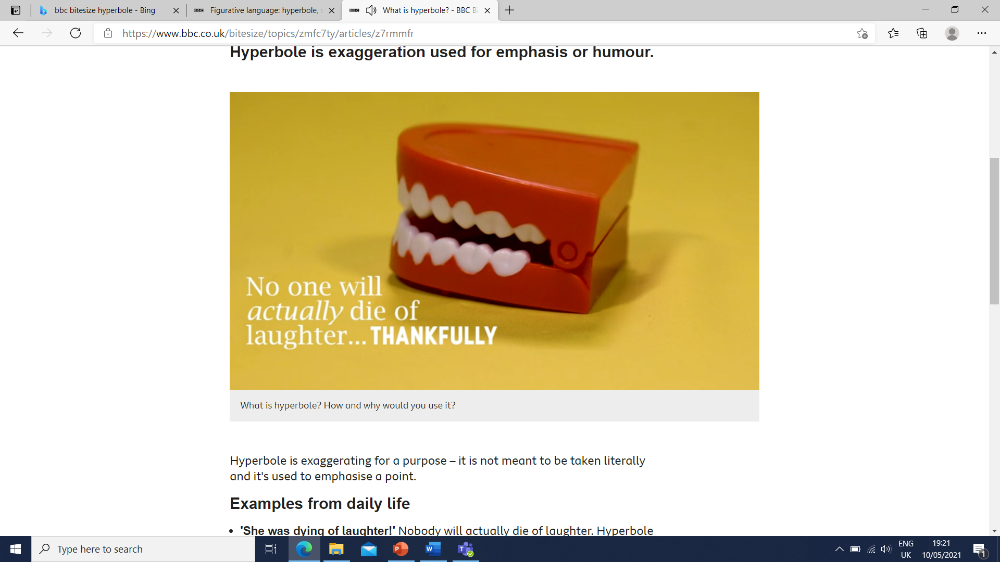 bbc bitesize hyperbole - Bing
BBC Figurative language: hyperbole, s
BBC What is hyperbole? - BBC Bi
https://www.bbc.co.uk/bitesize/topics/zmfc7ty/articles/z7rmmfr
Hyperbole is exaggeration used for emphasis or humour.
No one will
actually die of
laughter... THANKFULLY
What is hyperbole? How and why would you use it?
Hyperbole is exaggerating for a purpose – it is not meant to be taken literally
and it's used to emphasise a point.
Examples from daily life
• 'She was dying of laughter!' Nobody will actually die of laughter. Hyperbole
Type here to search
ENG
UK
19:21
10/05/2021
1